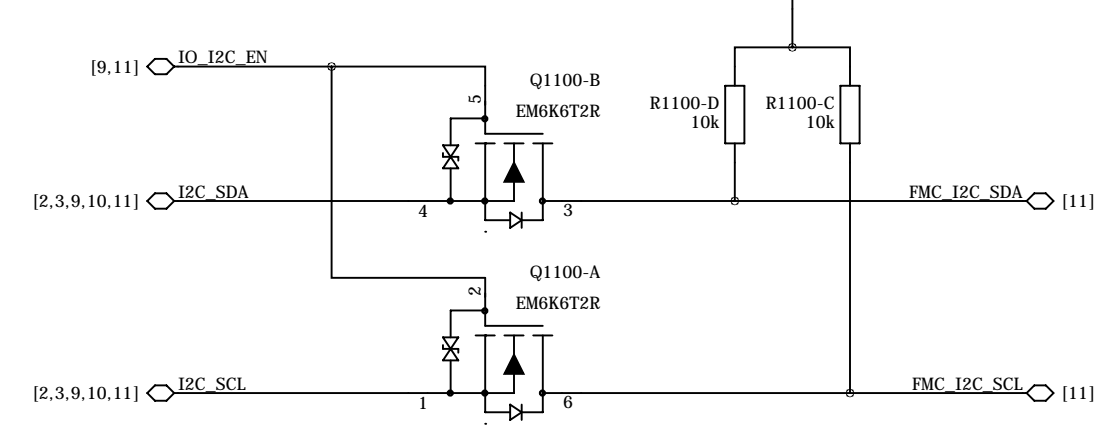 [9,11] IO_I2C_EN
Q1100-B
EM6K6T2R
5
R1100-D
10k
R1100-C
10k
[2,3,9,10,11] I2C_SDA
4
3
FMC_I2C_SDA [11]
Q1100-A
EM6K6T2R
2
[2,3,9,10,11] I2C_SCL
1
6
FMC_I2C_SCL [11]